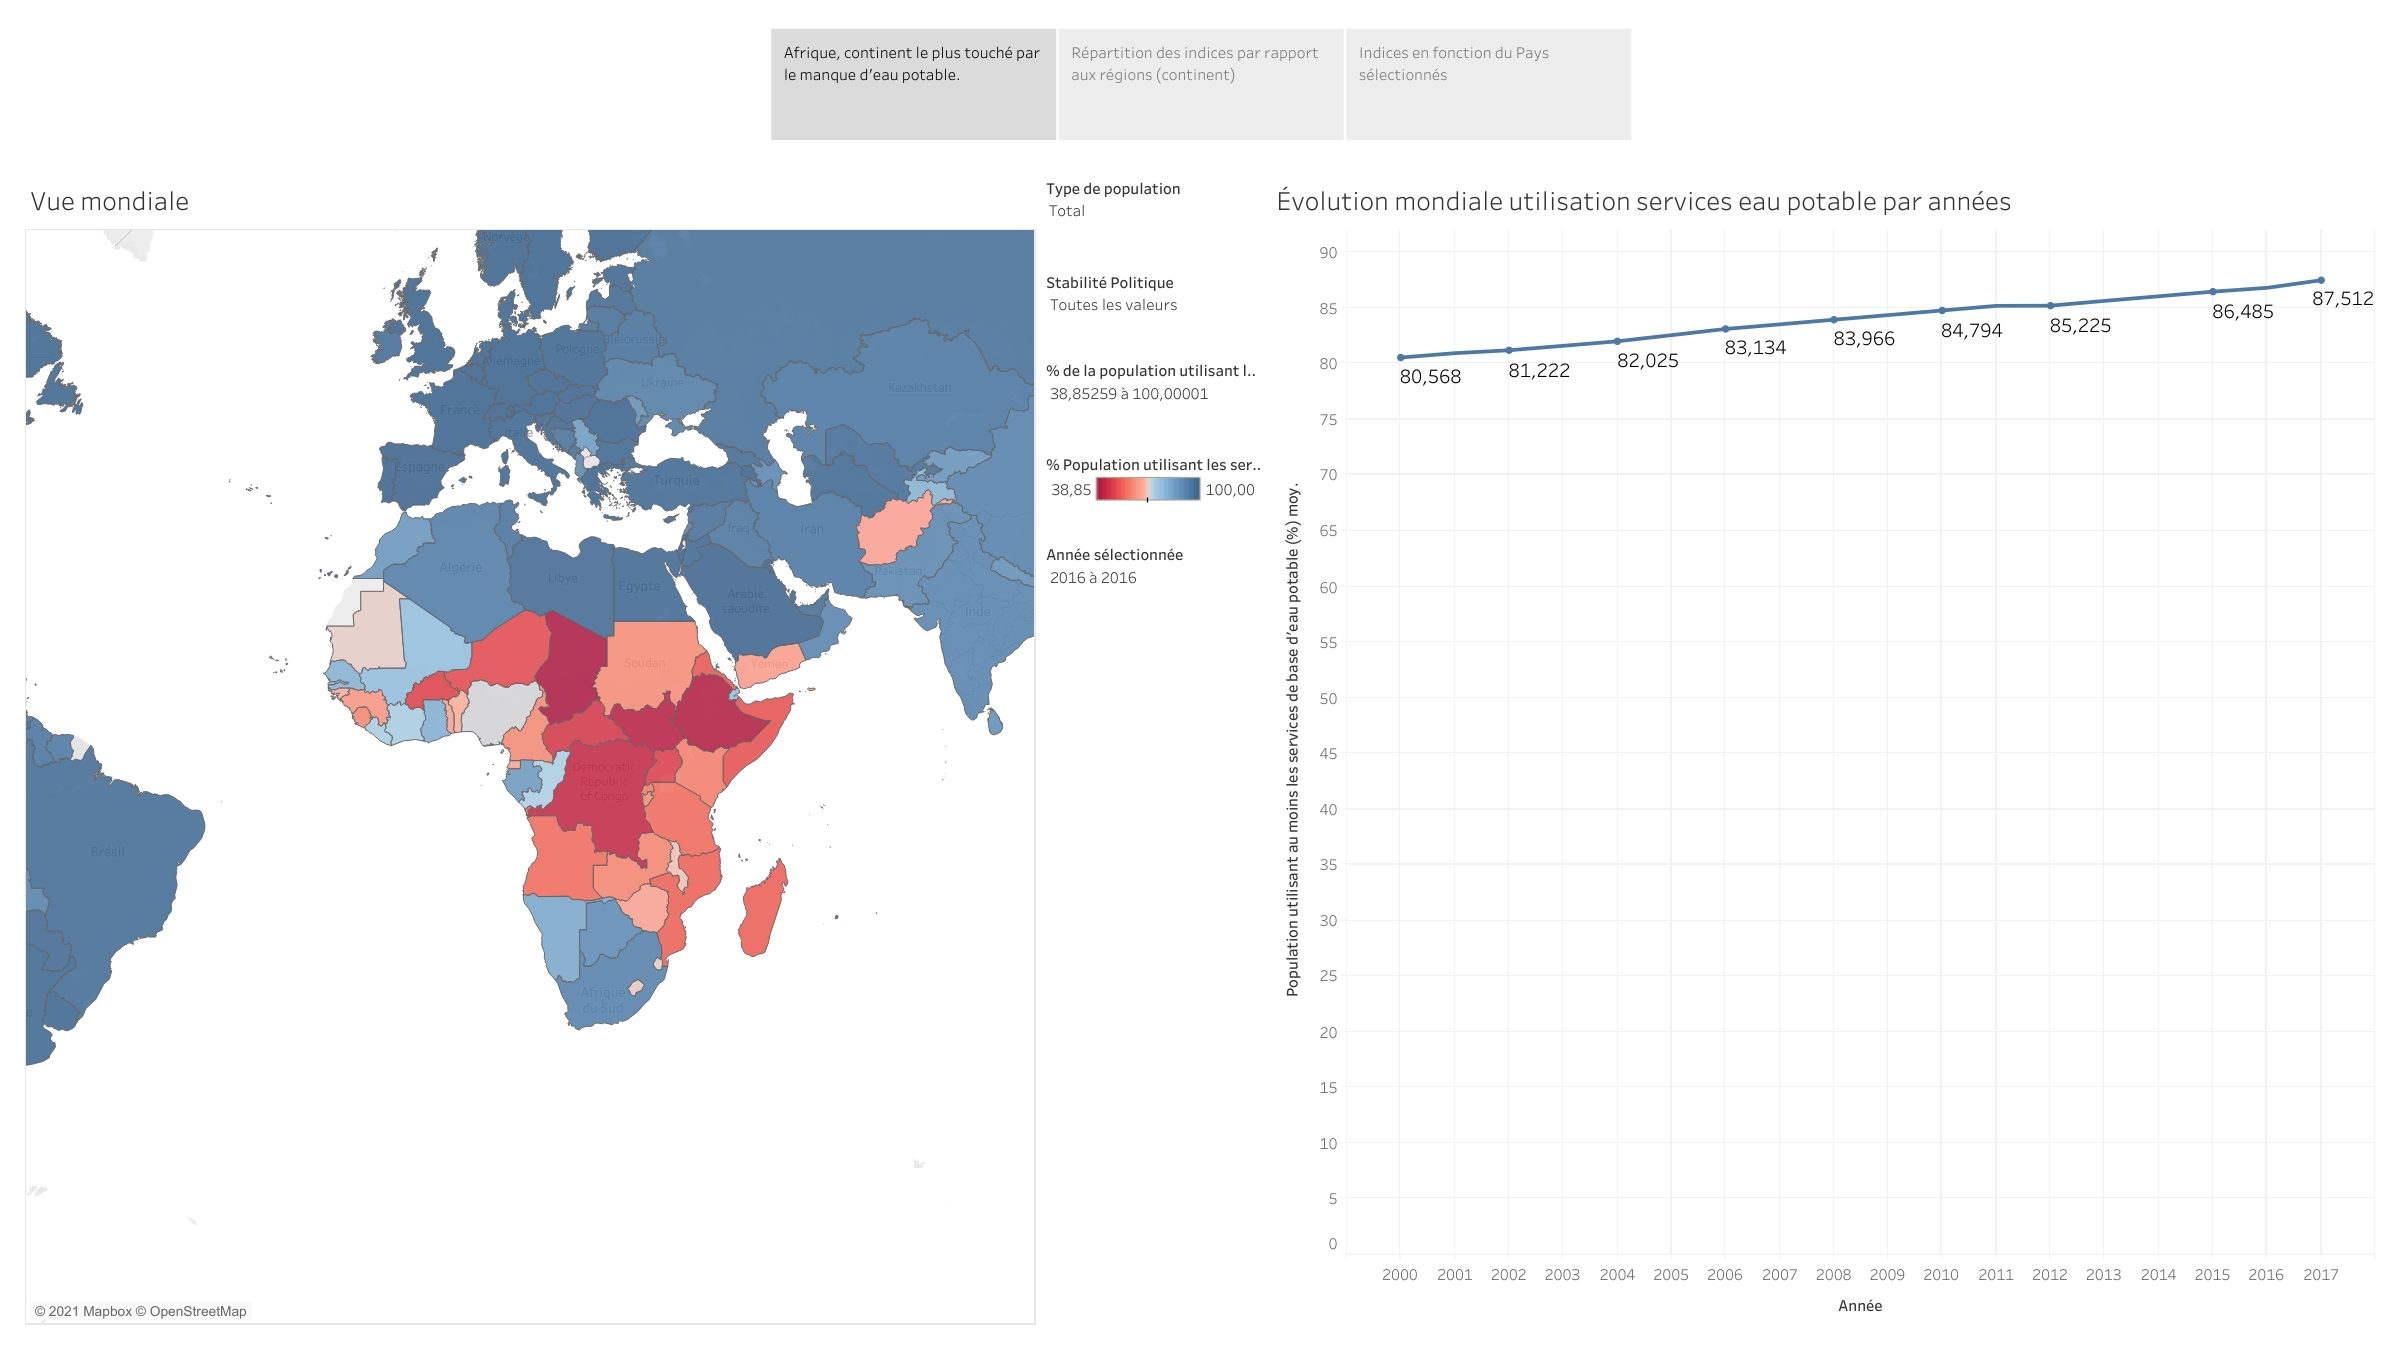 Afrique, continent le plus touché par
le manque d’eau potable.
Répartition des indices par rapport
aux régions (continent)
Indices en fonction du Pays
sélectionnés
Vue mondiale
Norvège
Biélorussie
Pologne
Allemagne
Ukraine
Kazakhstan
France
Italie
Espagne
Turquie
Iraq
Iran
Algérie
Libye
Égypte
Pakistan
Arabie
saoudite
Inde
Soudan
Yémen
Democratic
Republic
of Congo
Brésil
Afrique
du Sud
© 2021 Mapbox © OpenStreetMap
Type de population
Total
Stabilité Politique
Toutes les valeurs
% de la population utilisant l..
38,85259 à 100,00001
% Population utilisant les ser..
38,85 100,00
Année sélectionnée
2016 à 2016
Évolution mondiale utilisation services eau potable par années
Population utilisant au moins les services de base d’eau potable (%) moy.
90
85
80
75
70
65
60
55
50
45
40
35
30
25
20
15
10
5
0
80,568
81,222
82,025
83,134
83,966
84,794
85,225
86,485
87,512
2000 2001 2002 2003 2004 2005 2006 2007 2008 2009 2010 2011 2012 2013 2014 2015 2016 2017
Année